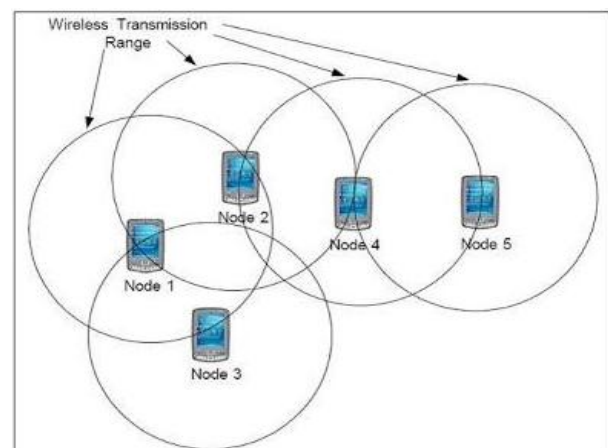 Wireless Transmission
Range
Node 2
Node 4
Node 5
Node 1
Node 3